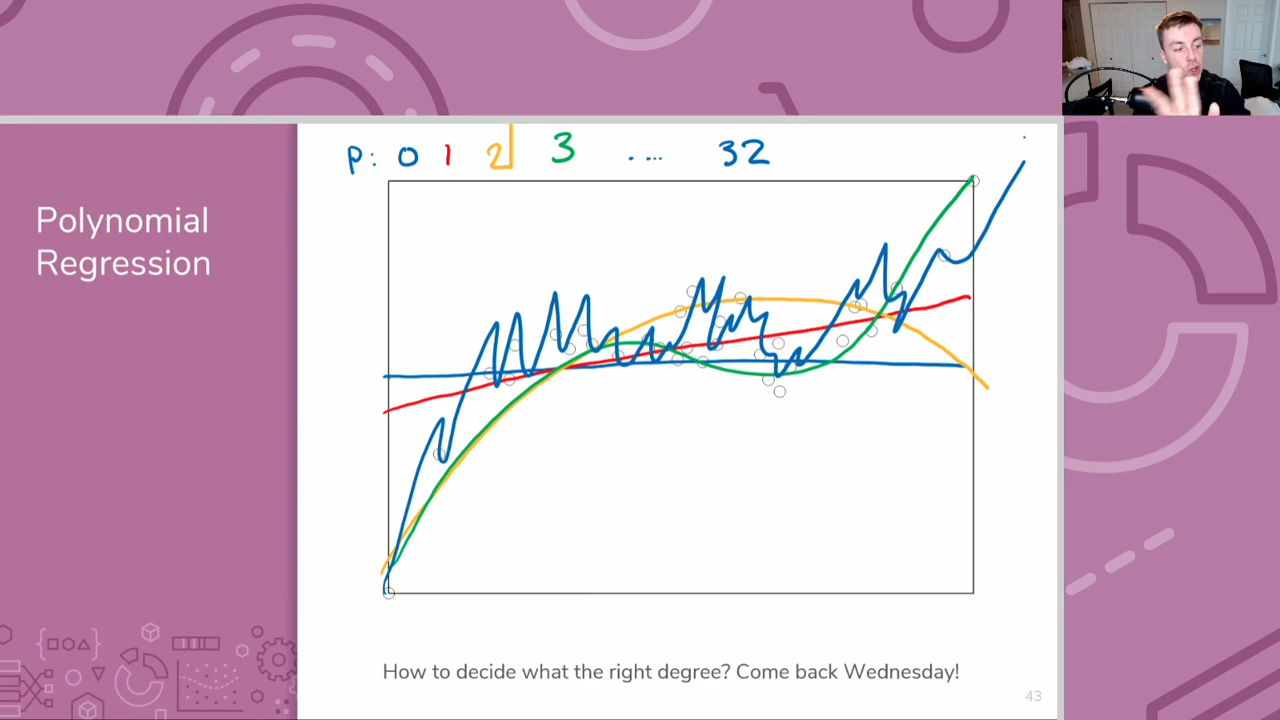 p: 0 1 2 3 .... 32
Polynomial
Regression
How to decide what the right degree? Come back Wednesday!
43